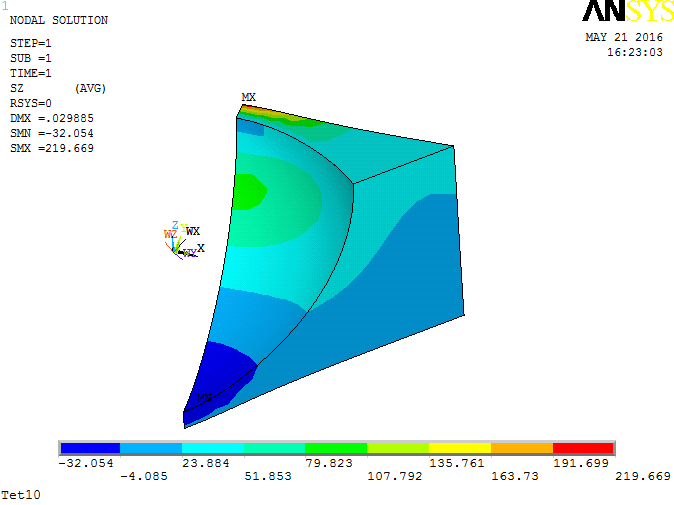 1
NODAL SOLUTION
STEP=1
SUB =1
TIME=1
SZ (AVG)
RSYS=0
DMX =.029885
SMN =-32.054
SMX =219.669
ANSYS
MAY 21 2016
16:23:03
MX
Z Y
WZ WX
X
WY
MN
-32.054 23.884 79.823 135.761 191.699
-4.085 51.853 107.792 163.73 219.669
Tet10